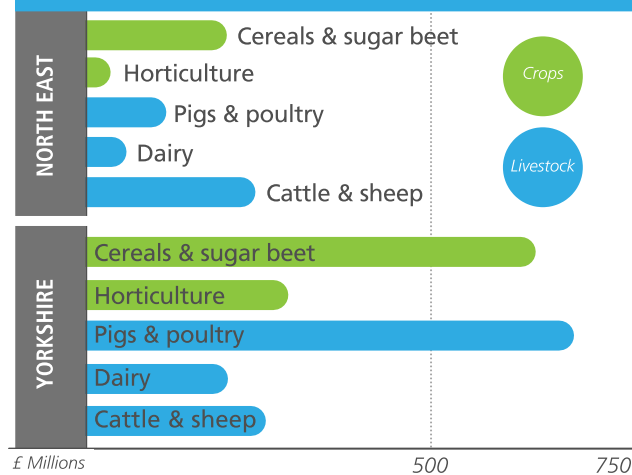 NORTH EAST
Cereals & sugar beet
Horticulture
Pigs & poultry
Dairy
Cattle & sheep
Crops
Livestock
YORKSHIRE
Cereals & sugar beet
Horticulture
Pigs & poultry
Dairy
Cattle & sheep
£ Millions
500
750